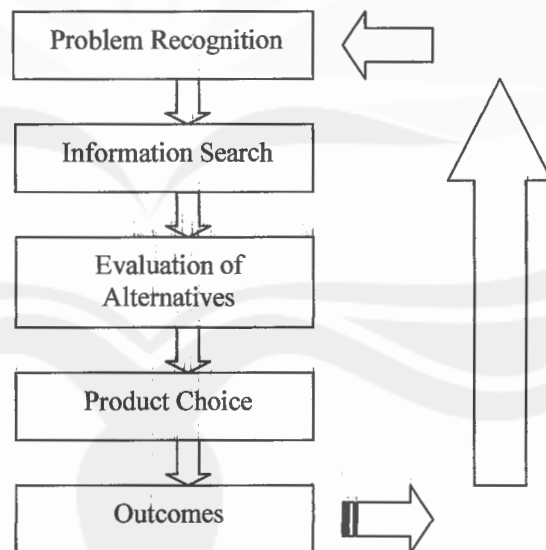 Problem Recognition
Information Search
Evaluation of
Alternatives
Product Choice
Outcomes